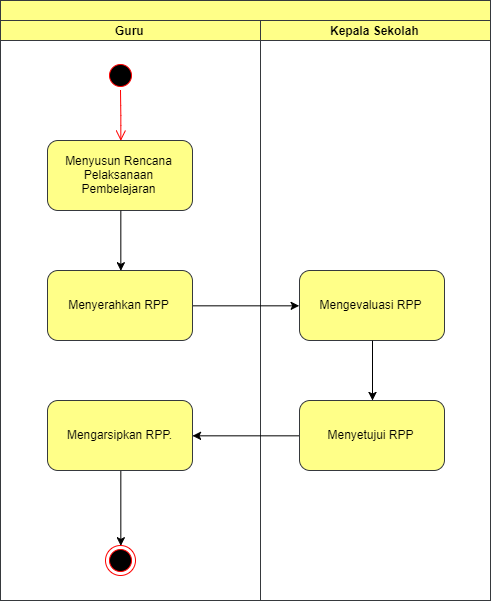 Guru
Kepala Sekolah
Menyusun Rencana
Pelaksanaan
Pembelajaran
Menyerahkan RPP
Mengevaluasi RPP
Menyetujui RPP
Mengarsipkan RPP.